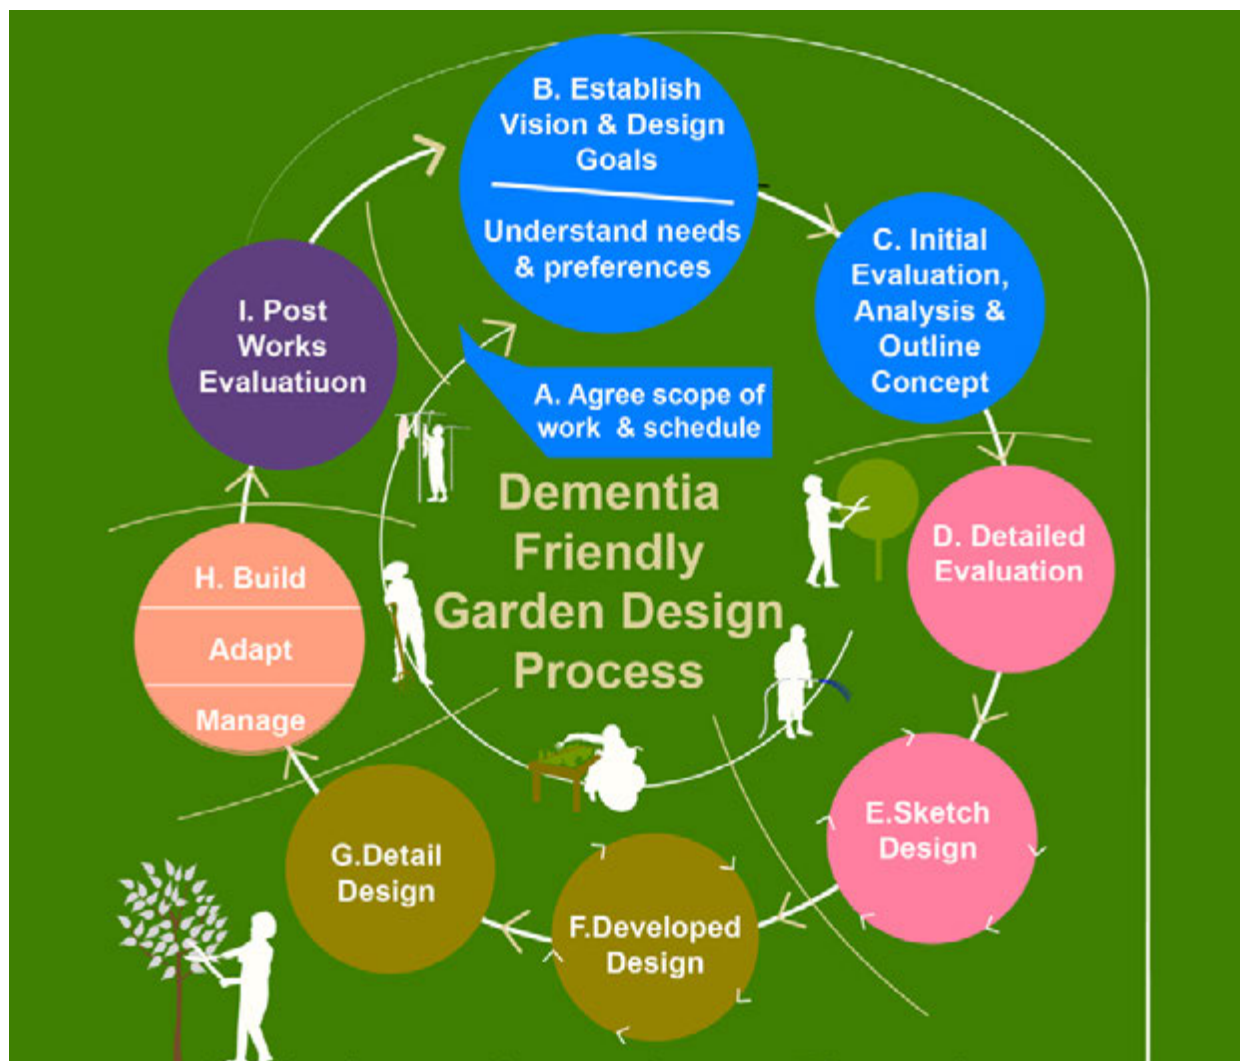 B. Establish
Vision & Design
Goals
Understand needs
& preferences
C. Initial
Evaluation,
Analysis &
Outline
Concept
I. Post
Works
Evaluatiuon
A. Agree scope of
work & schedule
Dementia
Friendly
Garden Design
Process
D. Detailed
Evaluation
H. Build
Adapt
Manage
E.Sketch
Design
G.Detail
Design
F.Developed
Design